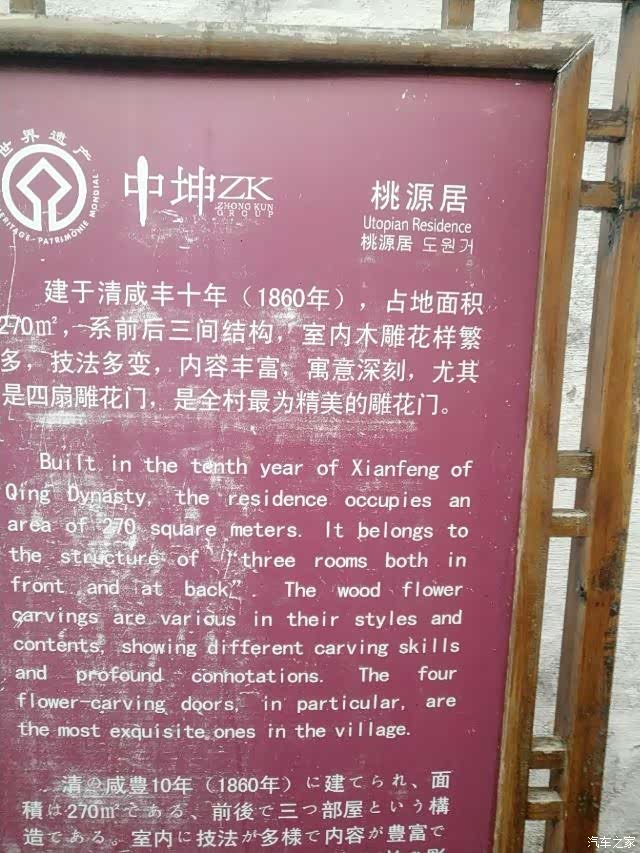 世界遗产
HERITAGE · PATRIMOINE MONDIAL
中坤ZK
ZHONG KUN
GROUP
桃源居
Utopian Residence
桃源居 도원거
建于清咸丰十年（1860年），占地面积
270㎡，系前后三间结构，室内木雕花样繁
多，技法多变，内容丰富，寓意深刻，尤其
是四扇雕花门，是全村最为精美的雕花门。
Built in the tenth year of Xianfeng of
Qing Dynasty, the residence occupies an
area of 270 square meters. It belongs to
the structure of “three rooms both in
front and at back”. The wood flower
carvings are various in their styles and
contents, showing different carving skills
and profound connotations. The four
flower-carving doors, in particular, are
the most exquisite ones in the village.
清の咸豊10年（1860年）に建てられ、面
積は270㎡である、前後で三つ部屋という構
造である。室内に技法が多様で内容が豊富で
汽车之家